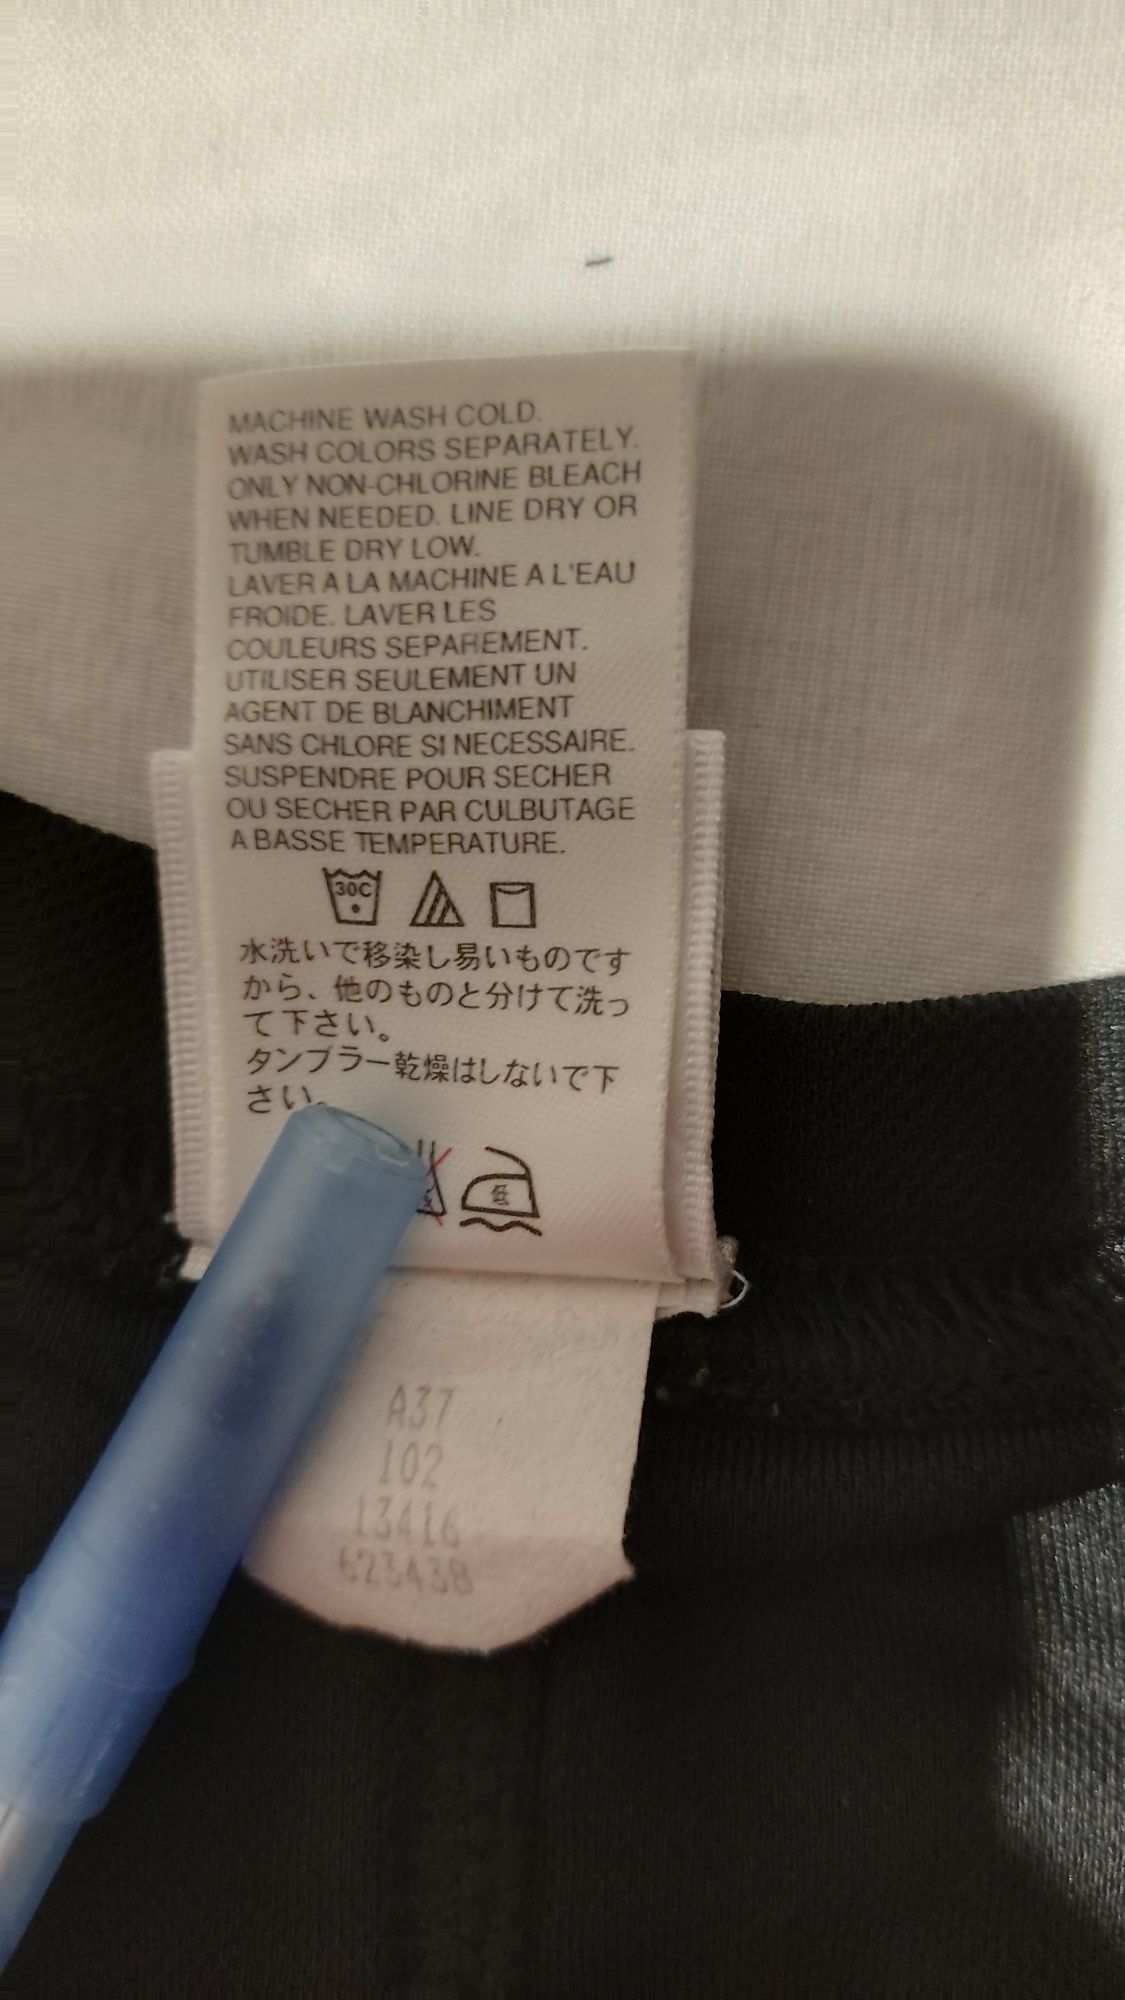 MACHINE WASH COLD.
WASH COLORS SEPARATELY.
ONLY NON-CHLORINE BLEACH
WHEN NEEDED. LINE DRY OR
TUMBLE DRY LOW.
LAVER A LA MACHINE A L'EAU
FROIDE. LAVER LES
COULEURS SEPAREMENT.
UTILISER SEULEMENT UN
AGENT DE BLANCHIMENT
SANS CHLORE SI NECESSAIRE.
SUSPENDRE POUR SECHER
OU SECHER PAR CULBUTAGE
A BASSE TEMPERATURE.
30C
水洗いで移染し易いものです
から、他のものと分けて洗っ
て下さい。
タンブラー乾燥はしないで下
さい。
低
A37
102
13416
623438